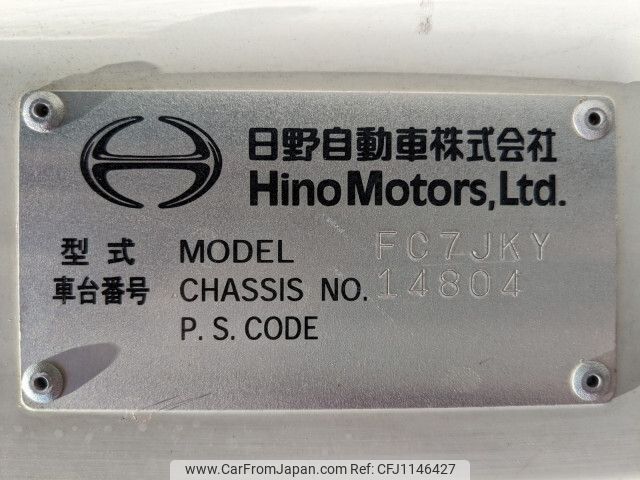 日野自動車株式会社
Hino Motors, Ltd.
型式 MODEL FC7JKY
車台番号 CHASSIS NO. 14804
P.S.CODE
www.CarFromJapan.com Ref: CFJ1146427